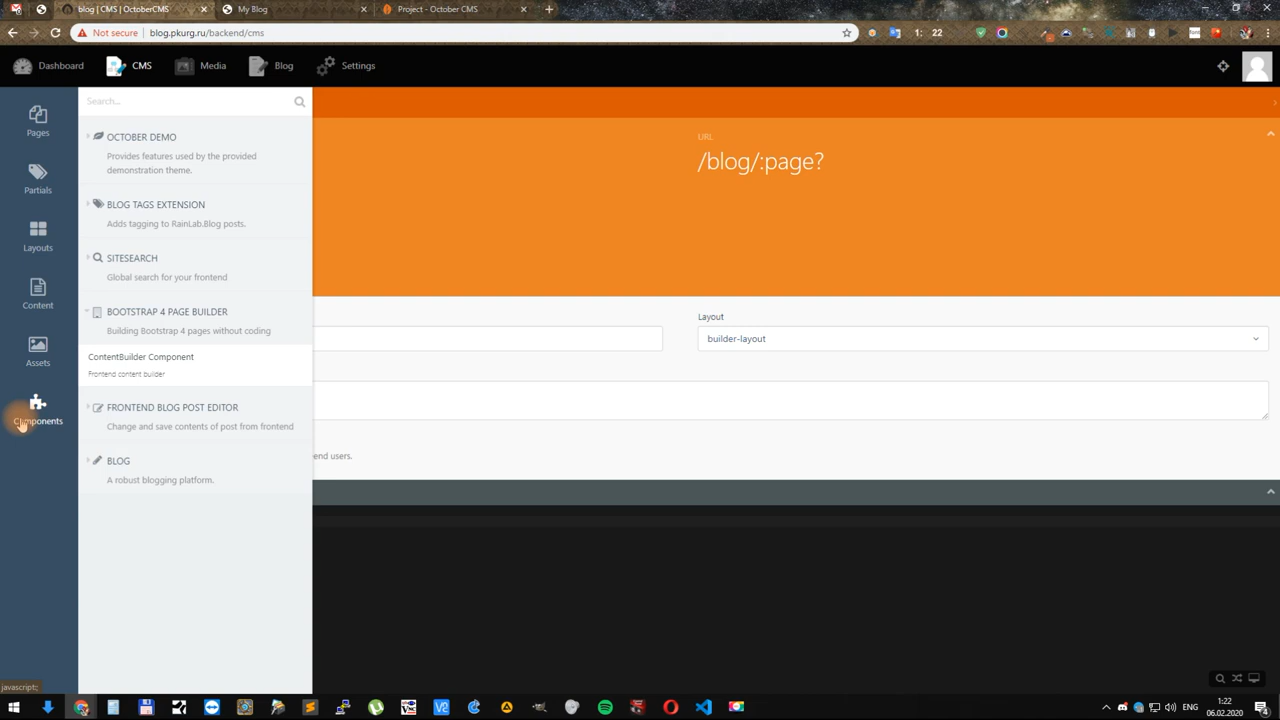 blog | CMS | OctoberCMS
My Blog
Project - October CMS
Not secure
blog.pkurg.ru/backend/cms
1: 22
Dashboard
CMS
Media
Blog
Settings
Pages
Partials
Layouts
Content
Assets
Components
Search...
OCTOBER DEMO
Provides features used by the provided
demonstration theme.
BLOG TAGS EXTENSION
Adds tagging to RainLab.Blog posts.
SITESEARCH
Global search for your frontend
BOOTSTRAP 4 PAGE BUILDER
Building Bootstrap 4 pages without coding
ContentBuilder Component
Frontend content builder
FRONTEND BLOG POST EDITOR
Change and save contents of post from frontend
BLOG
A robust blogging platform.
URL
/blog/:page?
Layout
builder-layout
end users.
javascript:;
ENG
1:22
06.02.2020